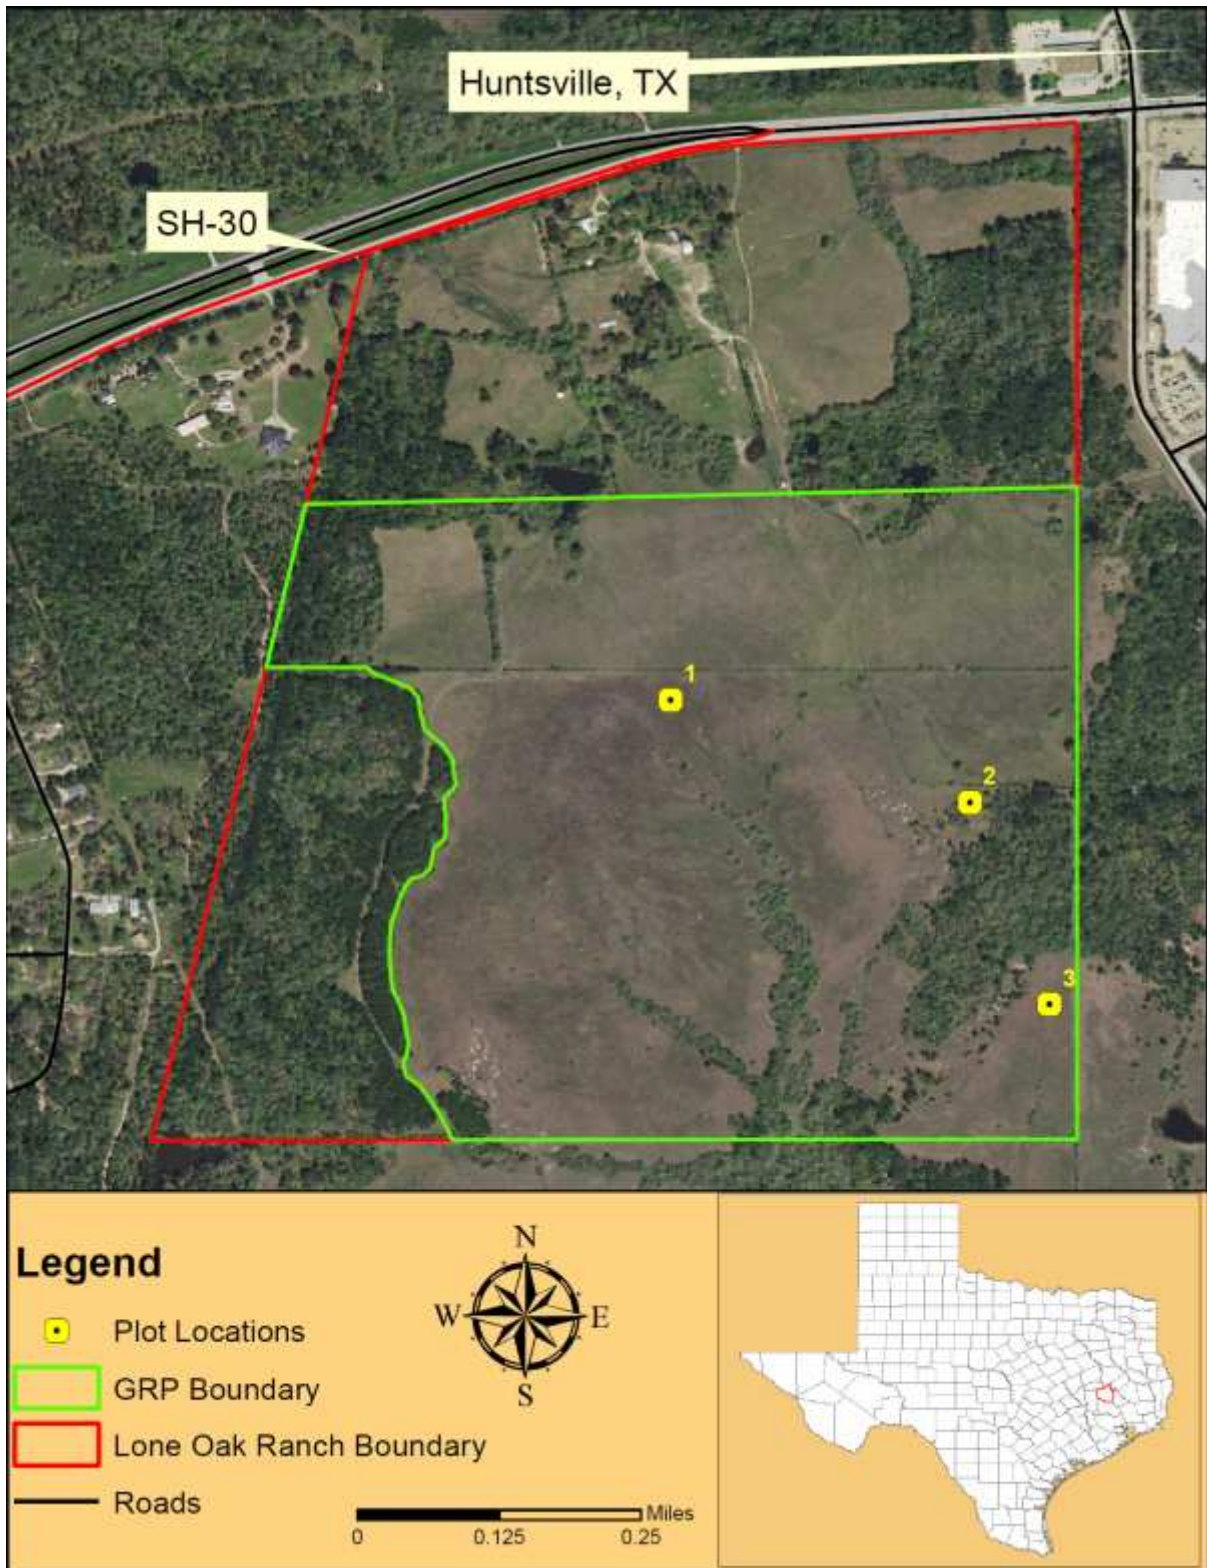 Huntsville, TX
SH-30
1
2
3
Legend
Plot Locations
GRP Boundary
Lone Oak Ranch Boundary
Roads
N
W E
S
Miles
0 0.125 0.25